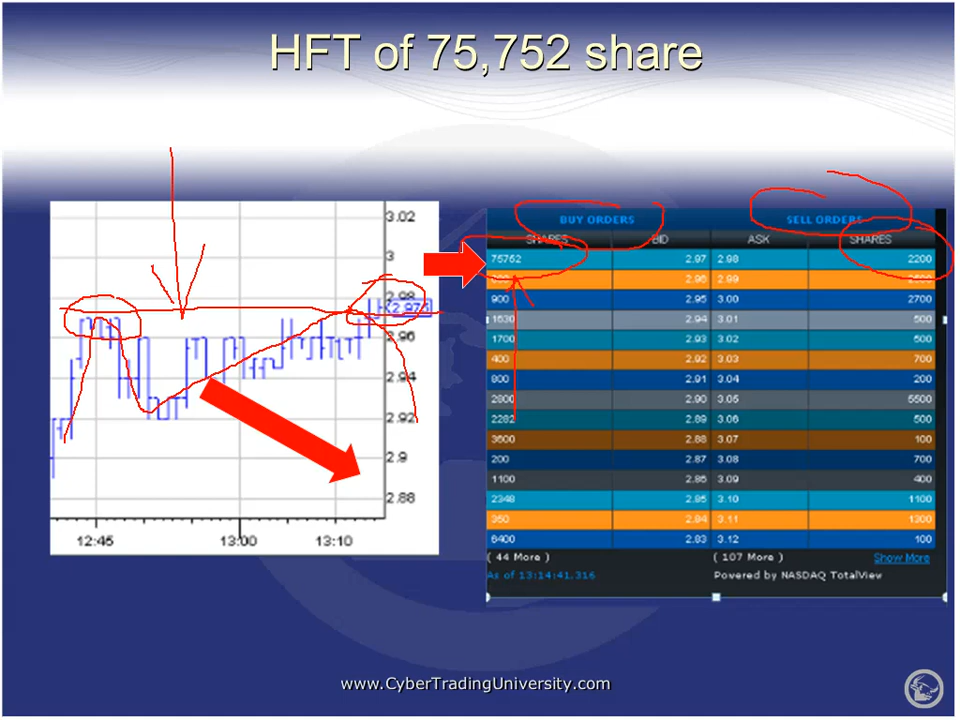 HFT of 75,752 share
3.02
3
2.98
2.976
2.96
2.94
2.92
2.9
2.88
12:45 13:00 13:10
BUY ORDERS SELL ORDERS
SHARES BID ASK SHARES
75752 2.97 2.98 2200
2.96 2.99
900 2.95 3.00 2700
1630 2.94 3.01 500
1700 2.93 3.02 500
400 2.92 3.03 700
800 2.91 3.04 200
2800 2.90 3.05 5500
2282 2.89 3.06 500
3600 2.88 3.07 100
200 2.87 3.08 700
1100 2.86 3.09 400
2348 2.85 3.10 1100
350 2.84 3.11 1300
6400 2.83 3.12 100
( 44 More ) ( 107 More ) Show More
As of 13:14:41.316 Powered by NASDAQ TotalView
www.CyberTradingUniversity.com